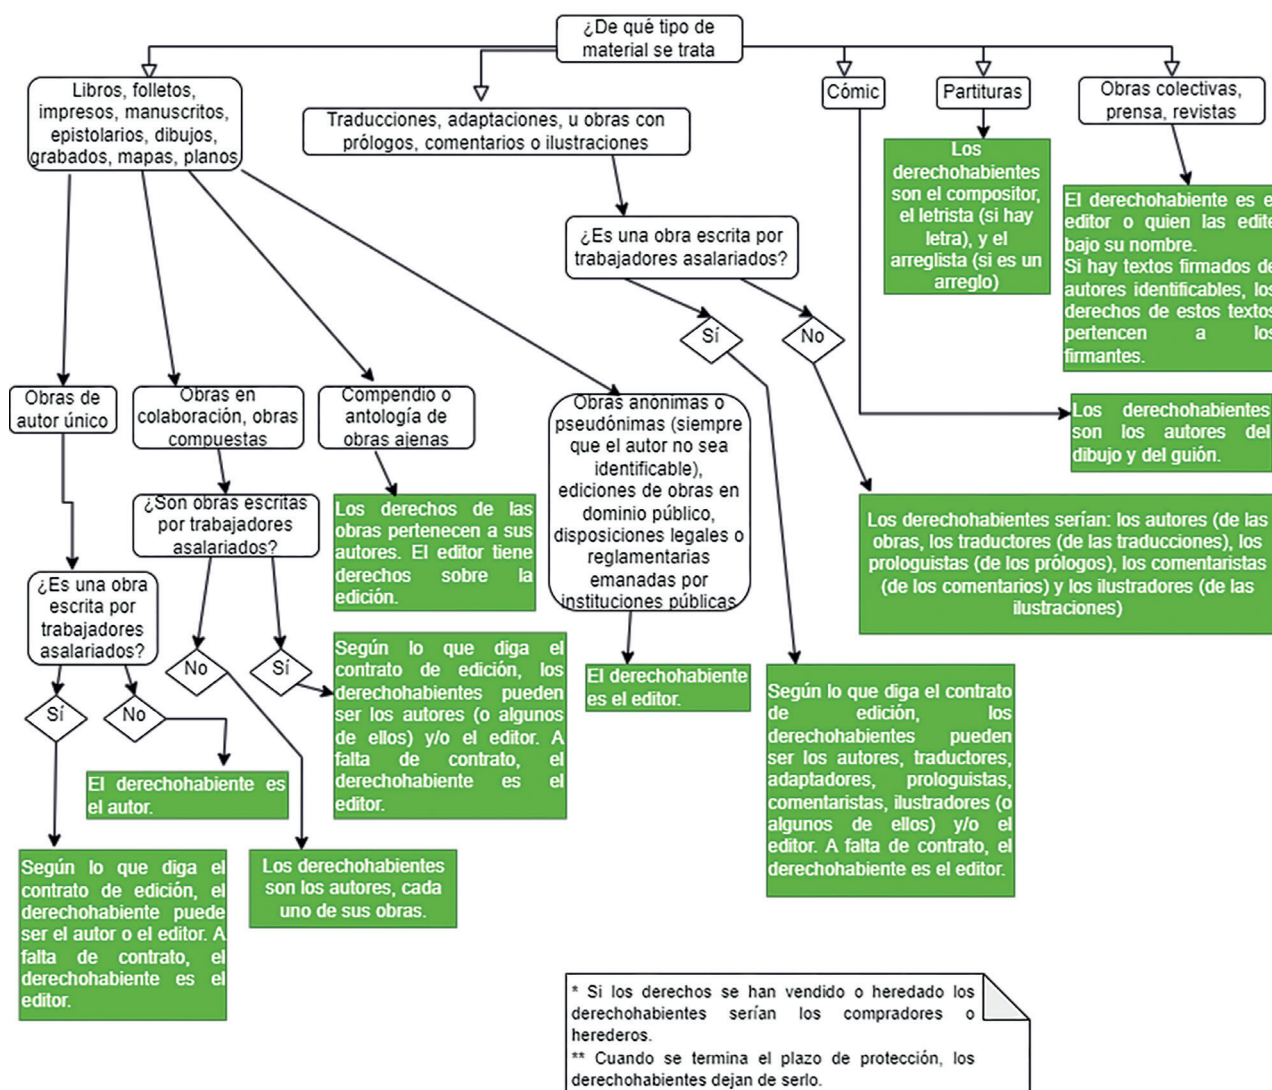 ¿De qué tipo de
material se trata
Libros, folletos,
impresos, manuscritos,
epistolarios, dibujos,
grabados, mapas, planos
Traducciones, adaptaciones, u obras con
prólogos, comentarios o ilustraciones
Cómic
Partituras
Obras colectivas,
prensa, revistas
Los
derechohabientes
son el compositor,
el letrista (si hay
letra), y el
arreglista (si es un
arreglo)
El derechohabiente es e
editor o quien las edite
bajo su nombre.
Si hay textos firmados de
autores identificables, los
derechos de estos textos
pertencen a los
firmantes.
¿Es una obra escrita por
trabajadores asalariados?
Sí
No
Obras de
autor único
Obras en
colaboración, obras
compuestas
Compendio o
antología de
obras ajenas
Obras anónimas o
pseudónimas (siempre
que el autor no sea
identificable),
ediciones de obras en
dominio público,
disposiciones legales o
reglamentarias
emanadas por
instituciones públicas
Los derechohabientes
son los autores del
dibujo y del guión.
¿Son obras escritas
por trabajadores
asalariados?
Los derechos de las
obras pertenecen a sus
autores. El editor tiene
derechos sobre la
edición.
Los derechohabientes serían: los autores (de las
obras, los traductores (de las traducciones), los
prologuistas (de los prólogos), los comentaristas
(de los comentarios) y los ilustradores (de las
ilustraciones)
¿Es una obra
escrita por
trabajadores
asalariados?
No
Sí
Según lo que diga el
contrato de edición, los
derechohabientes pueden
ser los autores (o algunos
de ellos) y/o el editor. A
falta de contrato, el
derechohabiente es el
editor.
El derechohabiente
es el editor.
Según lo que diga el contrato
de edición, los
derechohabientes pueden
ser los autores, traductores,
adaptadores, prologuistas,
comentaristas, ilustradores (o
algunos de ellos) y/o el
editor. A falta de contrato, el
derechohabiente es el editor.
Sí
No
El derechohabiente es
el autor.
Según lo que diga el
contrato de edición, el
derechohabiente puede
ser el autor o el editor. A
falta de contrato, el
derechohabiente es el
editor.
Los derechohabientes
son los autores, cada
uno de sus obras.
* Si los derechos se han vendido o heredado los
derechohabientes serían los compradores o
herederos.
** Cuando se termina el plazo de protección, los
derechohabientes dejan de serlo.